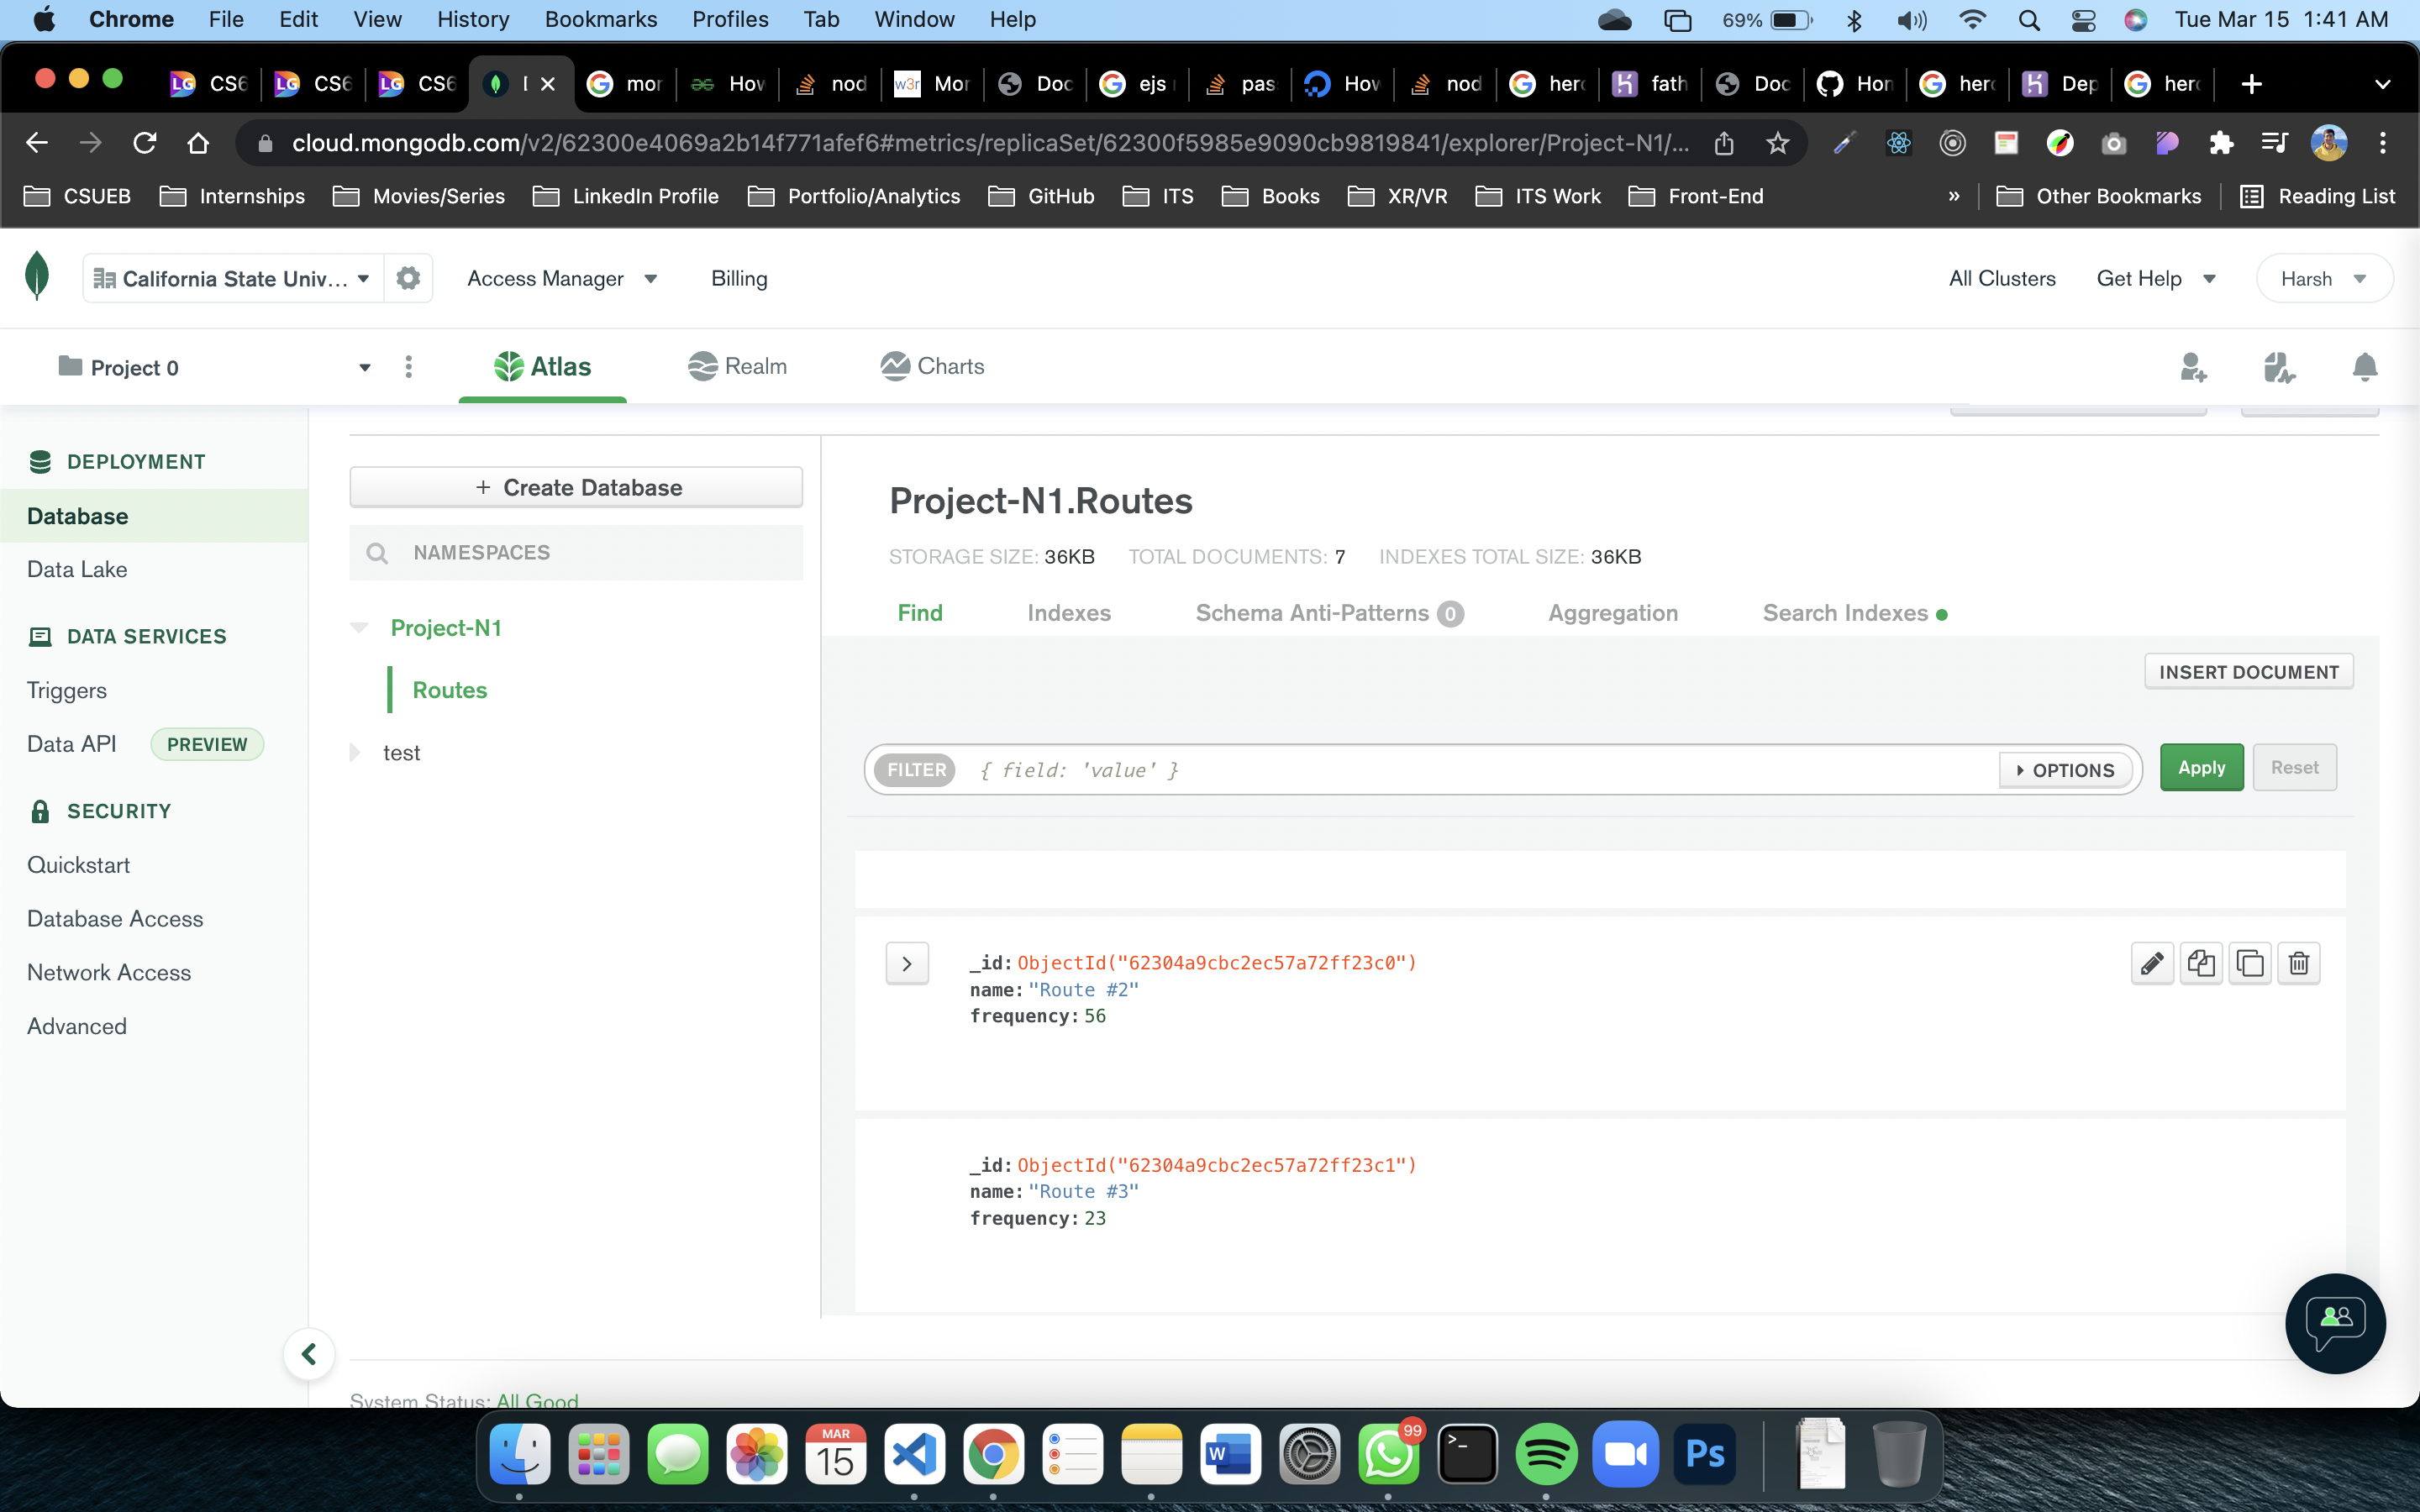 Chrome File Edit View History Bookmarks Profiles Tab Window Help 69% Tue Mar 15 1:41 AM
CS6 CS6 CS6 mor How nod w3r Mor Doc ejs pas How nod hero fath Doc Hon hero Dep hero
cloud.mongodb.com/v2/62300e4069a2b14f771afef6#metrics/replicaSet/62300f5985e9090cb9819841/explorer/Project-N1/...
CSUEB Internships Movies/Series LinkedIn Profile Portfolio/Analytics GitHub ITS Books XR/VR ITS Work Front-End » Other Bookmarks Reading List
California State Univ... Access Manager Billing All Clusters Get Help Harsh
Project 0 Atlas Realm Charts
DEPLOYMENT
Database
Data Lake
DATA SERVICES
Triggers
Data API PREVIEW
SECURITY
Quickstart
Database Access
Network Access
Advanced
+ Create Database
NAMESPACES
Project-N1
Routes
test
Project-N1.Routes
STORAGE SIZE: 36KB TOTAL DOCUMENTS: 7 INDEXES TOTAL SIZE: 36KB
Find Indexes Schema Anti-Patterns 0 Aggregation Search Indexes
INSERT DOCUMENT
FILTER { field: 'value' } OPTIONS Apply Reset
_id: ObjectId("62304a9cbc2ec57a72ff23c0")
name: "Route #2"
frequency: 56
_id: ObjectId("62304a9cbc2ec57a72ff23c1")
name: "Route #3"
frequency: 23
System Status: All Good
MAR
15
W
99
>_
Ps